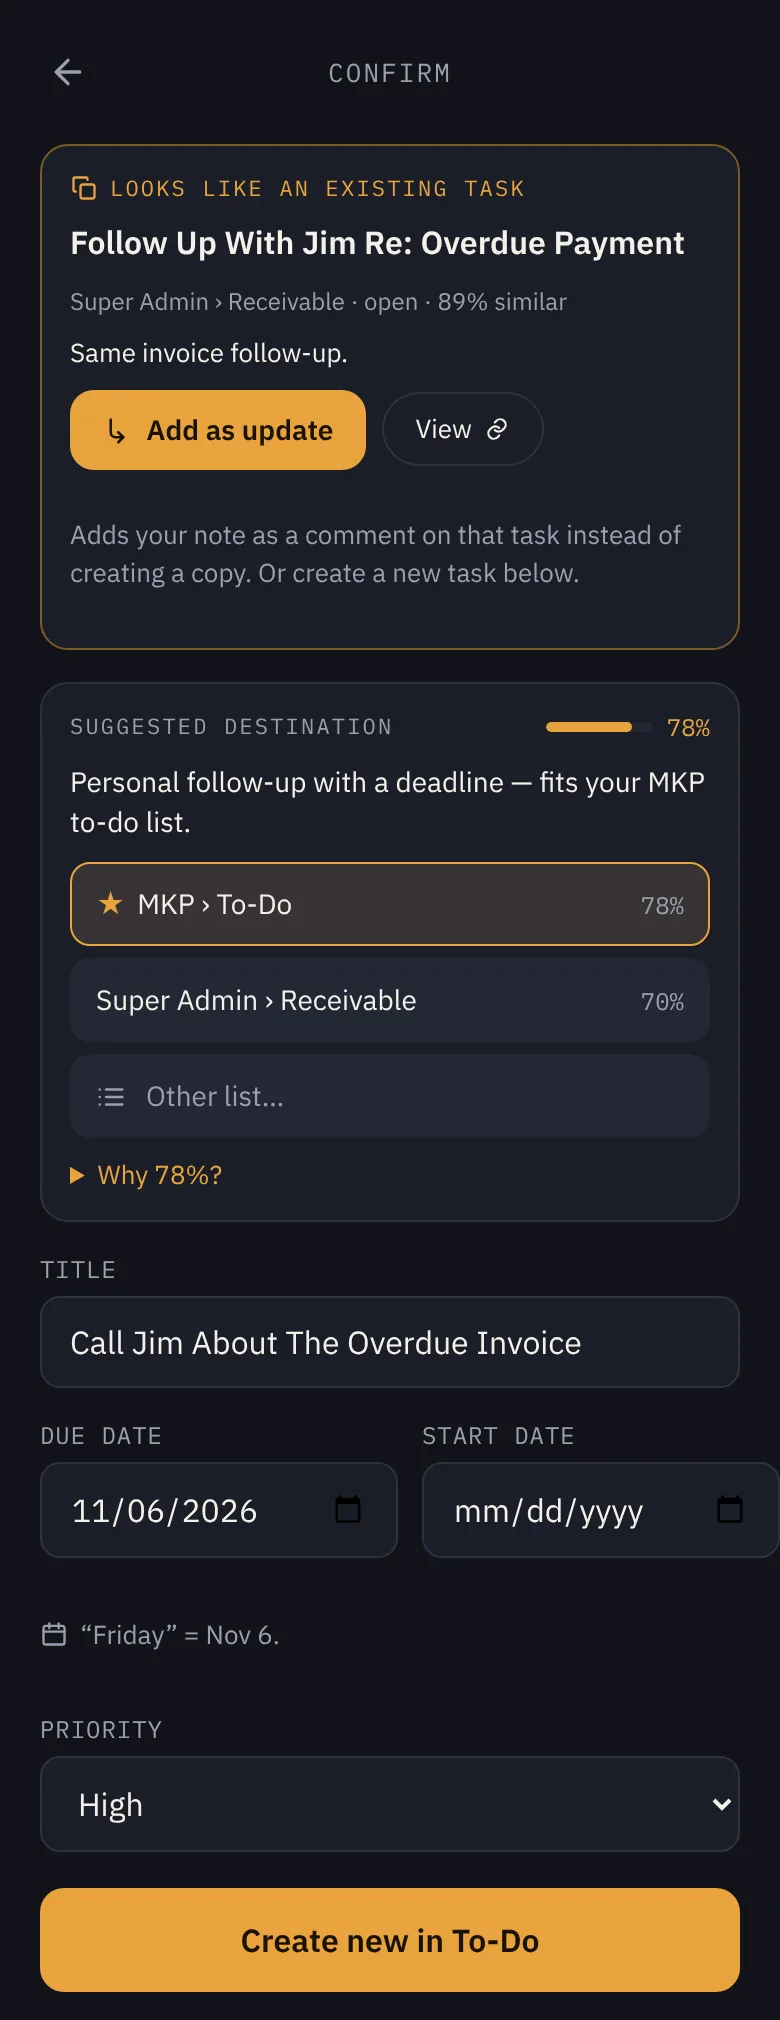 CONFIRM
LOOKS LIKE AN EXISTING TASK
Follow Up With Jim Re: Overdue Payment
Super Admin › Receivable · open · 89% similar
Same invoice follow-up.
Add as update
View
Adds your note as a comment on that task instead of
creating a copy. Or create a new task below.
SUGGESTED DESTINATION
78%
Personal follow-up with a deadline — fits your MKP
to-do list.
★ MKP › To-Do 78%
Super Admin › Receivable 70%
Other list...
Why 78%?
TITLE
Call Jim About The Overdue Invoice
DUE DATE
START DATE
11/06/2026
mm/dd/yyyy
“Friday” = Nov 6.
PRIORITY
High
Create new in To-Do